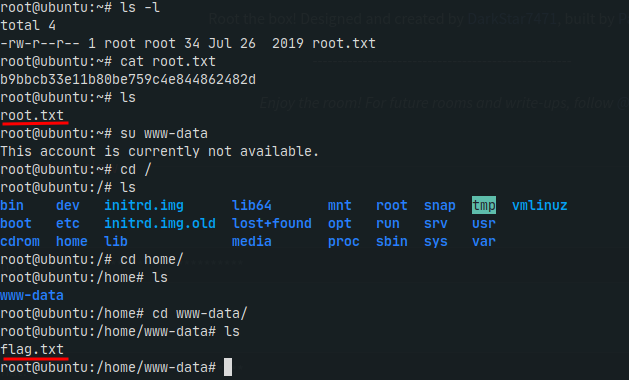 root@ubuntu:~# ls -l
total 4
-rw-r--r-- 1 root root 34 Jul 26  2019 root.txt
root@ubuntu:~# cat root.txt
b9bbcb33e11b80be759c4e844862482d
root@ubuntu:~# ls
root.txt
root@ubuntu:~# su www-data
This account is currently not available.
root@ubuntu:~# cd /
root@ubuntu:/# ls
bin    dev   initrd.img      lib64       mnt   root  snap  tmp  vmlinuz
boot   etc   initrd.img.old  lost+found  opt   run   srv   usr
cdrom  home  lib             media       proc  sbin  sys   var
root@ubuntu:/# cd home/
root@ubuntu:/home# ls
www-data
root@ubuntu:/home# cd www-data/
root@ubuntu:/home/www-data# ls
flag.txt
root@ubuntu:/home/www-data#
Root the box! Designed and created by DarkStar7471, built by
Enjoy the room! For future rooms and write-ups, follow